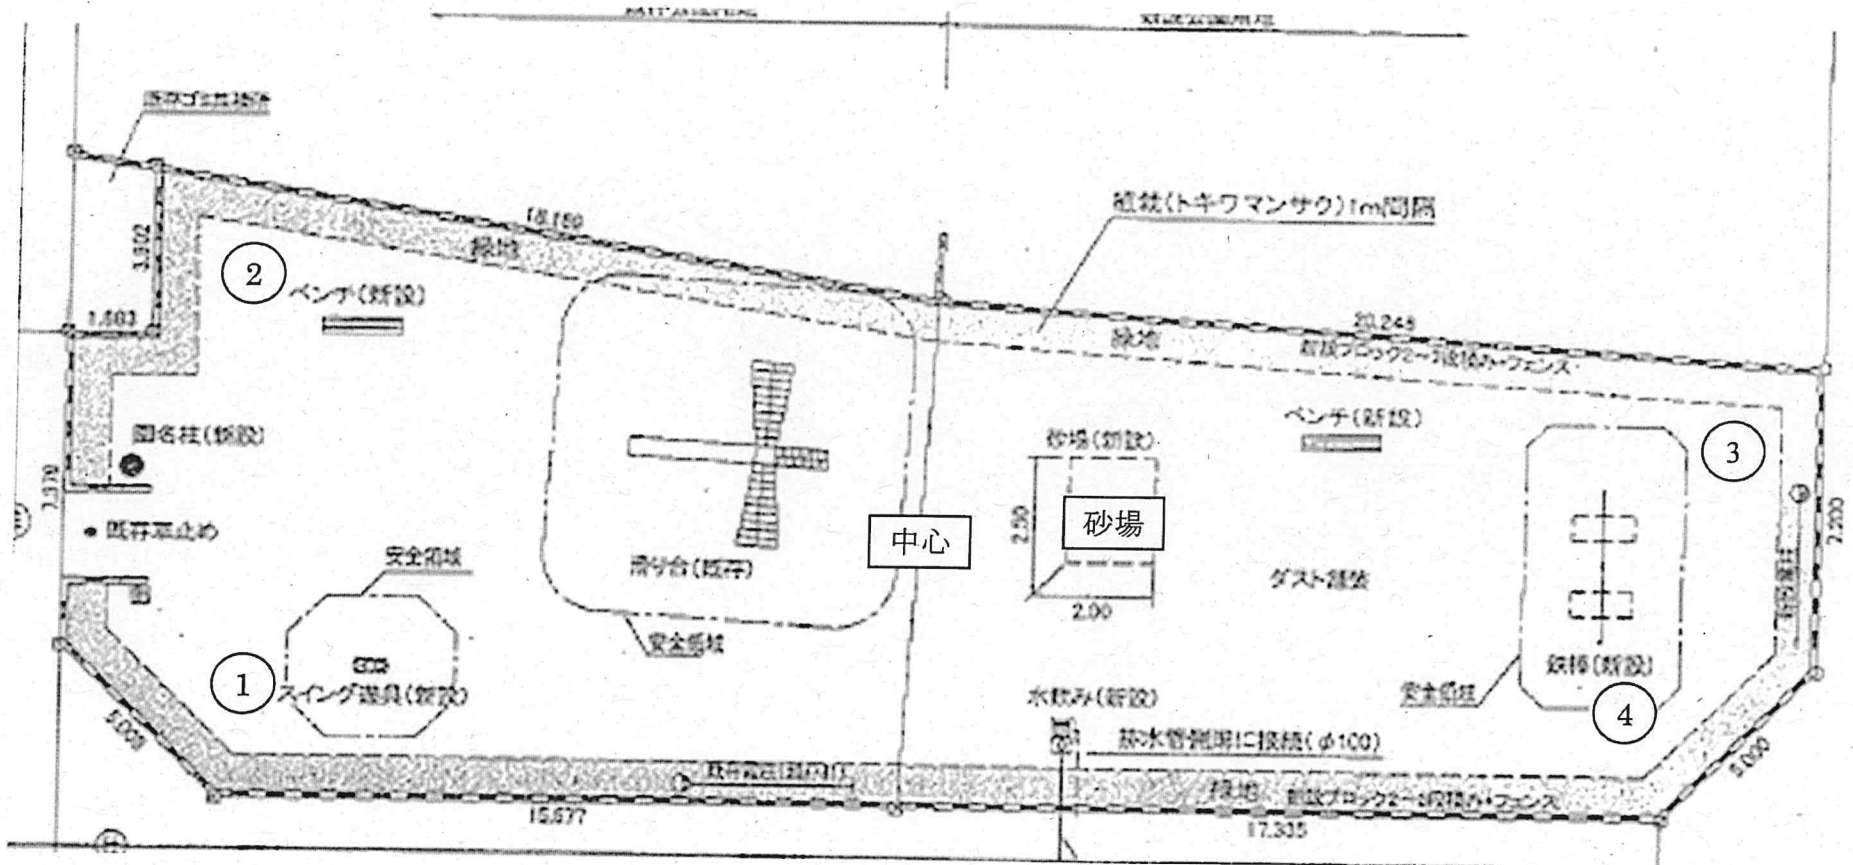 植栽(トキワマンサク)1m間隔
3.302
緑地
②
ベンチ(新設)
20.248
緑地
新設ブロック2～3段積み+フェンス
ベンチ(新設)
③
園名柱(新設)
砂場(新設)
中心
砂場
2.50
2.200
既存車止め
安全領域
滑り台(既存)
ダスト舗装
2.00
安全領域
①
スイング遊具(新設)
水飲み(新設)
鉄棒(新設)
安全領域
④
5.000
排水管側溝に接続(φ100)
5.000
緑地
新設ブロック2～3段積み+フェンス
15.677
17.335